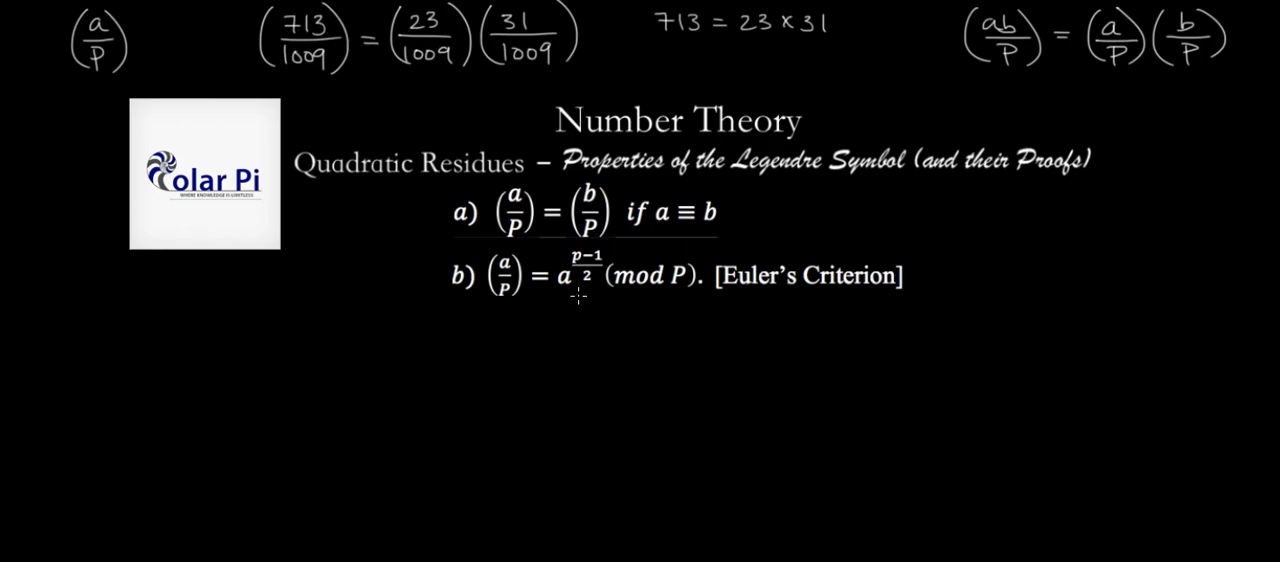 (a/p) (713/1009) = (23/1009) (31/1009) 713 = 23 × 31 (ab/P) = (a/P) (b/P)
Number Theory
Quadratic Residues – Properties of the Legendre Symbol (and their Proofs)
olar Pi
WHERE KNOWLEDGE IS LIMITLESS
a) (a/P) = (b/P) if a ≡ b
b) (a/P) = a^((p−1)/2) (mod P). [Euler's Criterion]